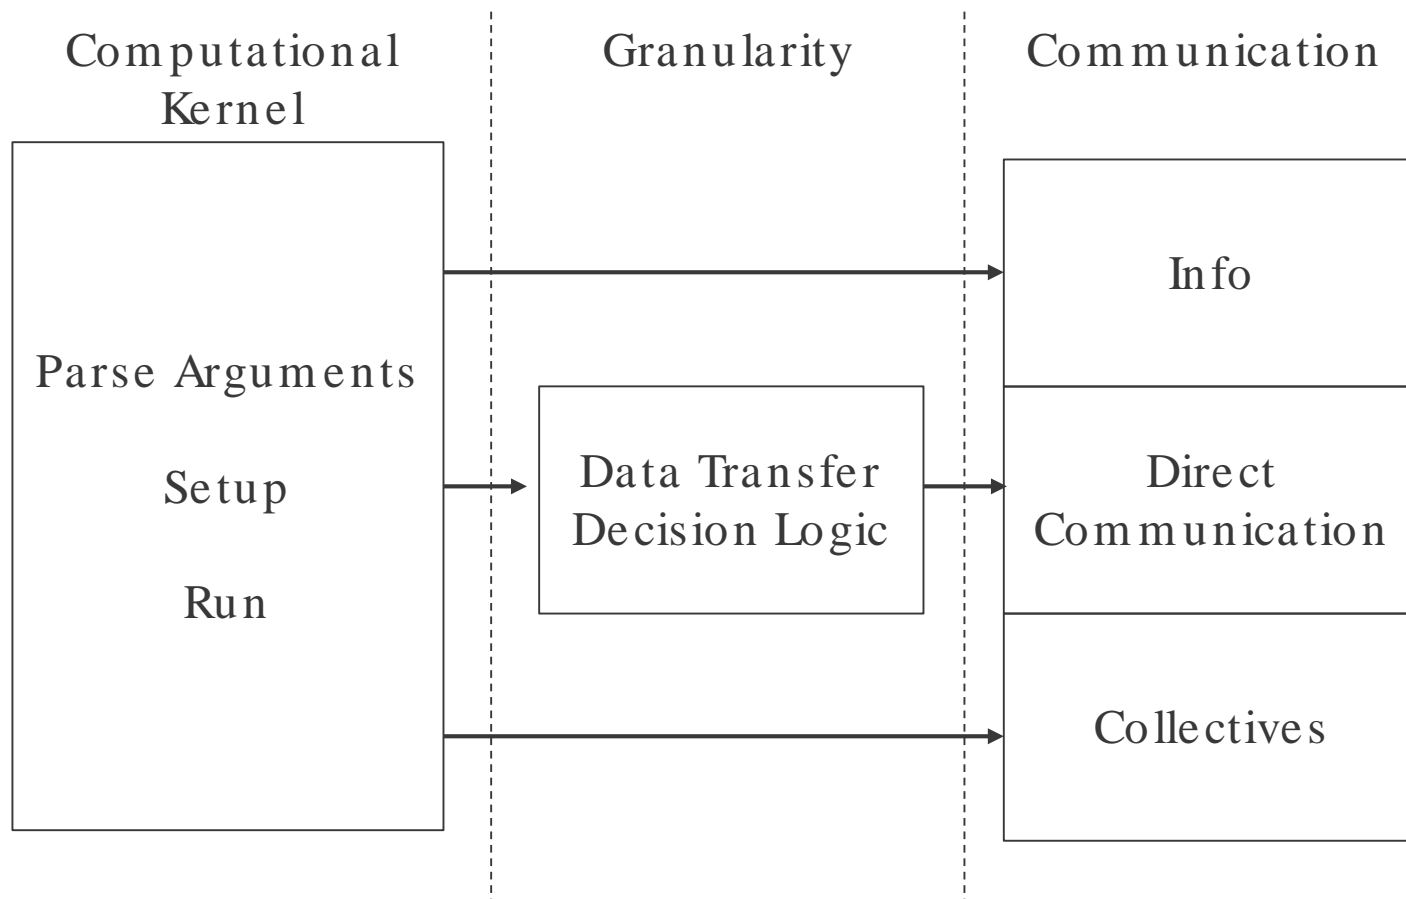 Computational
Kernel
Granularity
Communication
Parse Arguments
Setup
Run
Data Transfer
Decision Logic
Info
Direct
Communication
Collectives